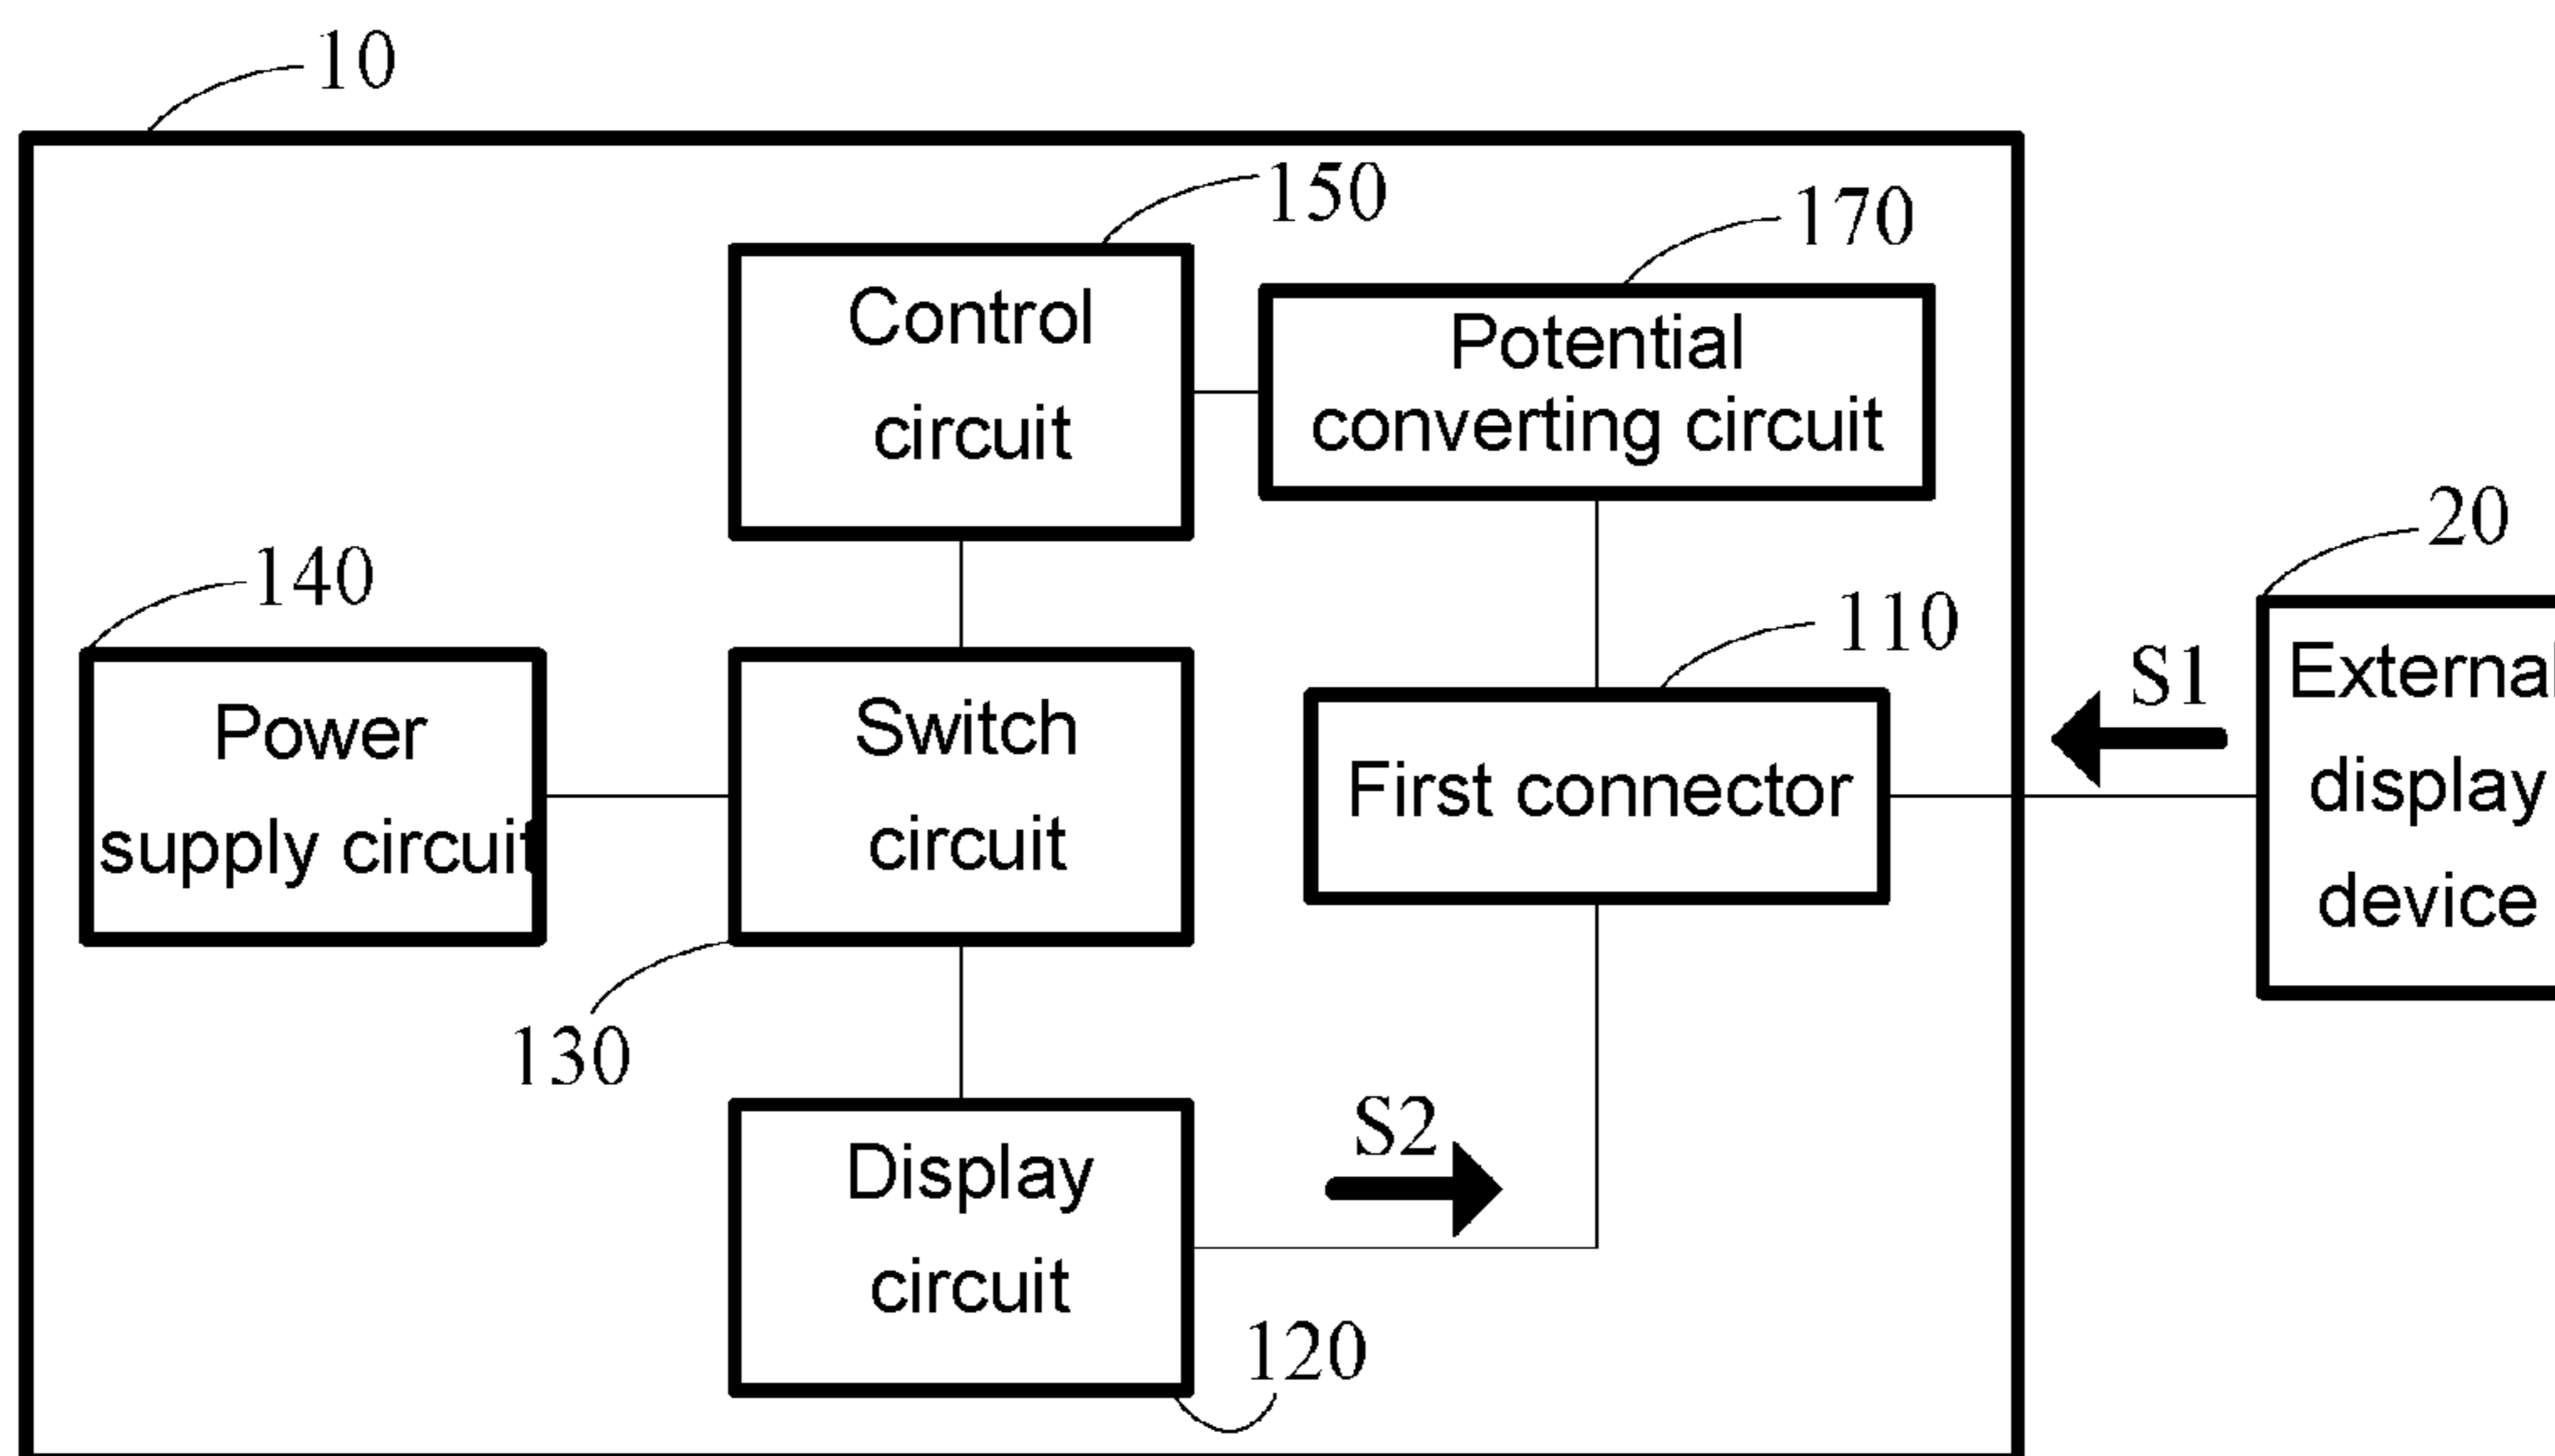 10
150
170
Control
circuit
Potential
converting circuit
140
20
110
Power
supply circuit
Switch
circuit
First connector
S1
External
display
device
130
S2
Display
circuit
120